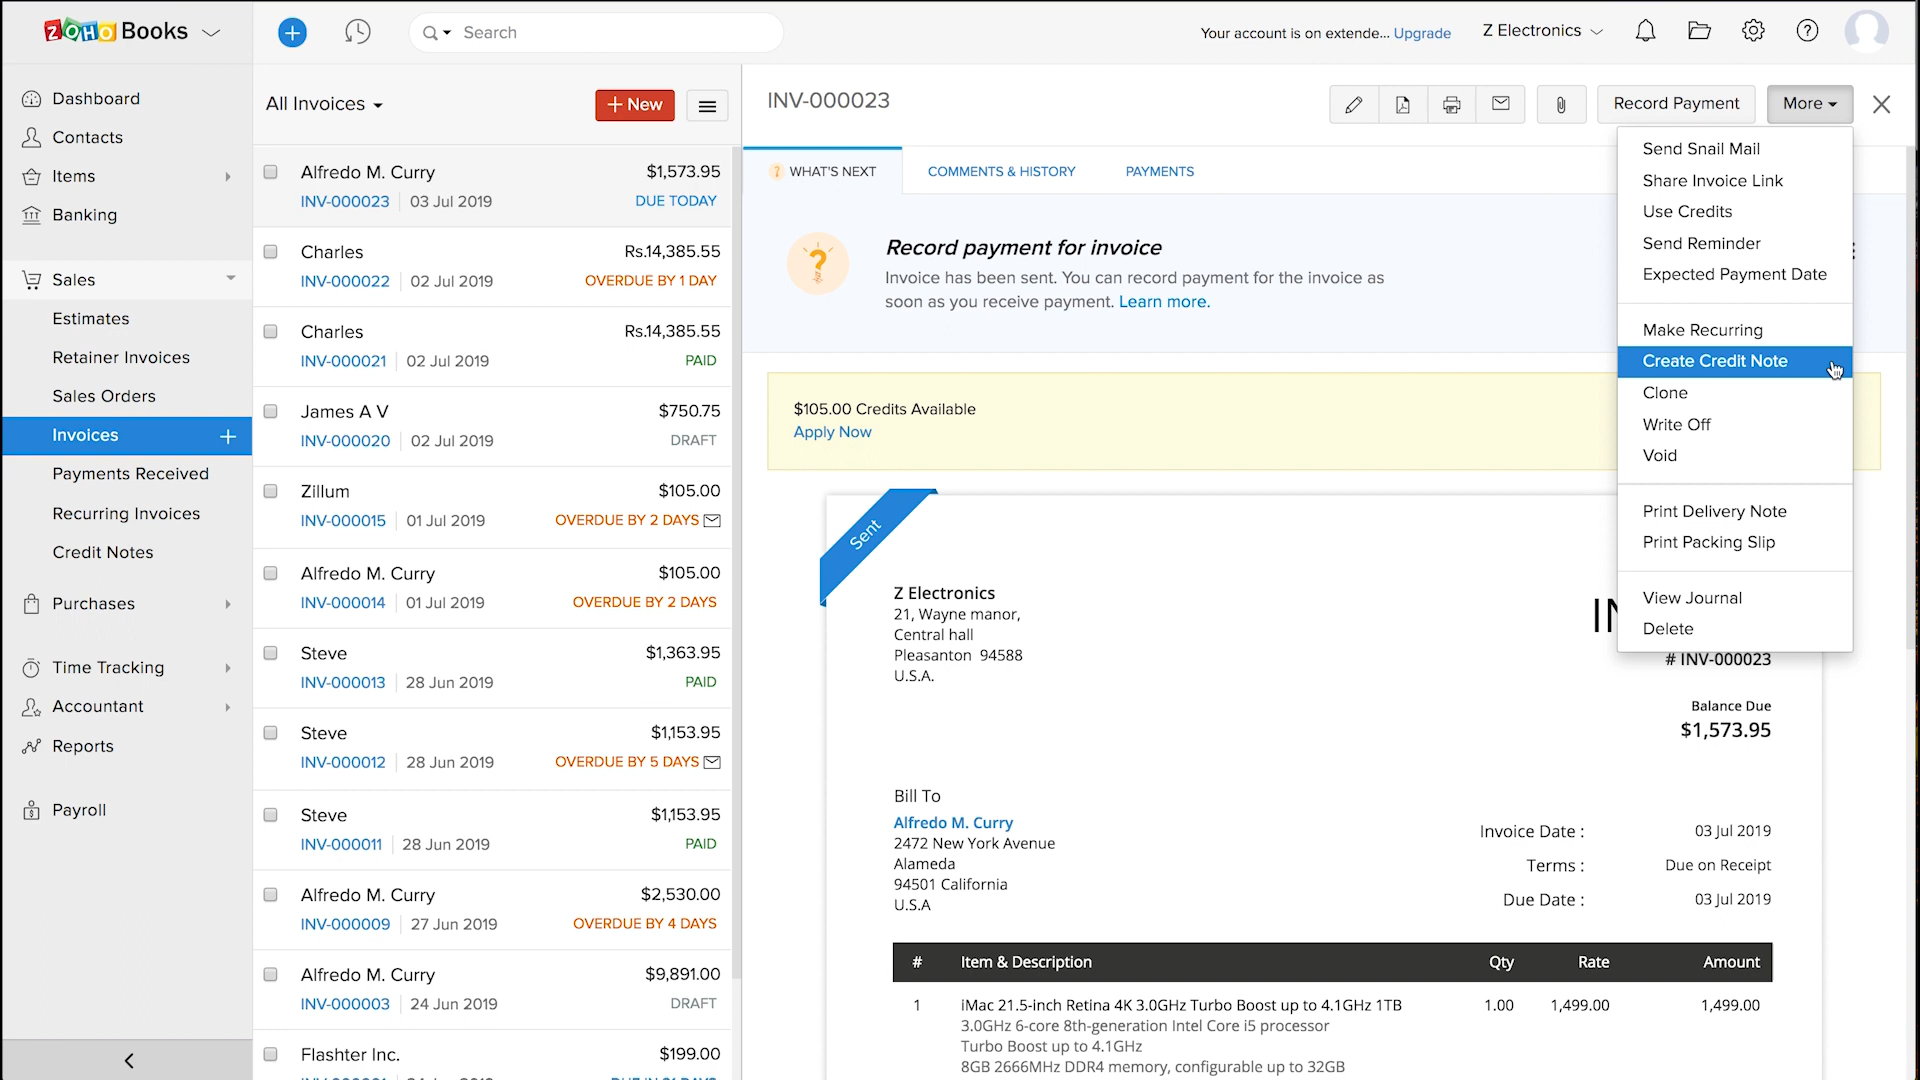 ZOHO Books
Search
Your account is on extende... Upgrade
Z Electronics
Dashboard
Contacts
Items
Banking
Sales
Estimates
Retainer Invoices
Sales Orders
Invoices
Payments Received
Recurring Invoices
Credit Notes
Purchases
Time Tracking
Accountant
Reports
Payroll
All Invoices
+ New
Alfredo M. Curry $1,573.95
INV-000023 03 Jul 2019 DUE TODAY
Charles Rs.14,385.55
INV-000022 02 Jul 2019 OVERDUE BY 1 DAY
Charles Rs.14,385.55
INV-000021 02 Jul 2019 PAID
James A V $750.75
INV-000020 02 Jul 2019 DRAFT
Zillum $105.00
INV-000015 01 Jul 2019 OVERDUE BY 2 DAYS
Alfredo M. Curry $105.00
INV-000014 01 Jul 2019 OVERDUE BY 2 DAYS
Steve $1,363.95
INV-000013 28 Jun 2019 PAID
Steve $1,153.95
INV-000012 28 Jun 2019 OVERDUE BY 5 DAYS
Steve $1,153.95
INV-000011 28 Jun 2019 PAID
Alfredo M. Curry $2,530.00
INV-000009 27 Jun 2019 OVERDUE BY 4 DAYS
Alfredo M. Curry $9,891.00
INV-000003 24 Jun 2019 DRAFT
Flashter Inc. $199.00
INV-000023
Record Payment
More
WHAT'S NEXT
COMMENTS & HISTORY
PAYMENTS
Record payment for invoice
Invoice has been sent. You can record payment for the invoice as
soon as you receive payment. Learn more.
$105.00 Credits Available
Apply Now
Send Snail Mail
Share Invoice Link
Use Credits
Send Reminder
Expected Payment Date
Make Recurring
Create Credit Note
Clone
Write Off
Void
Print Delivery Note
Print Packing Slip
View Journal
Delete
Sent
Z Electronics
21, Wayne manor,
Central hall
Pleasanton 94588
U.S.A.
# INV-000023
Balance Due
$1,573.95
Bill To
Alfredo M. Curry
2472 New York Avenue
Alameda
94501 California
U.S.A
Invoice Date : 03 Jul 2019
Terms : Due on Receipt
Due Date : 03 Jul 2019
# Item & Description Qty Rate Amount
1 iMac 21.5-inch Retina 4K 3.0GHz Turbo Boost up to 4.1GHz 1TB 1.00 1,499.00 1,499.00
3.0GHz 6-core 8th-generation Intel Core i5 processor
Turbo Boost up to 4.1GHz
8GB 2666MHz DDR4 memory, configurable up to 32GB